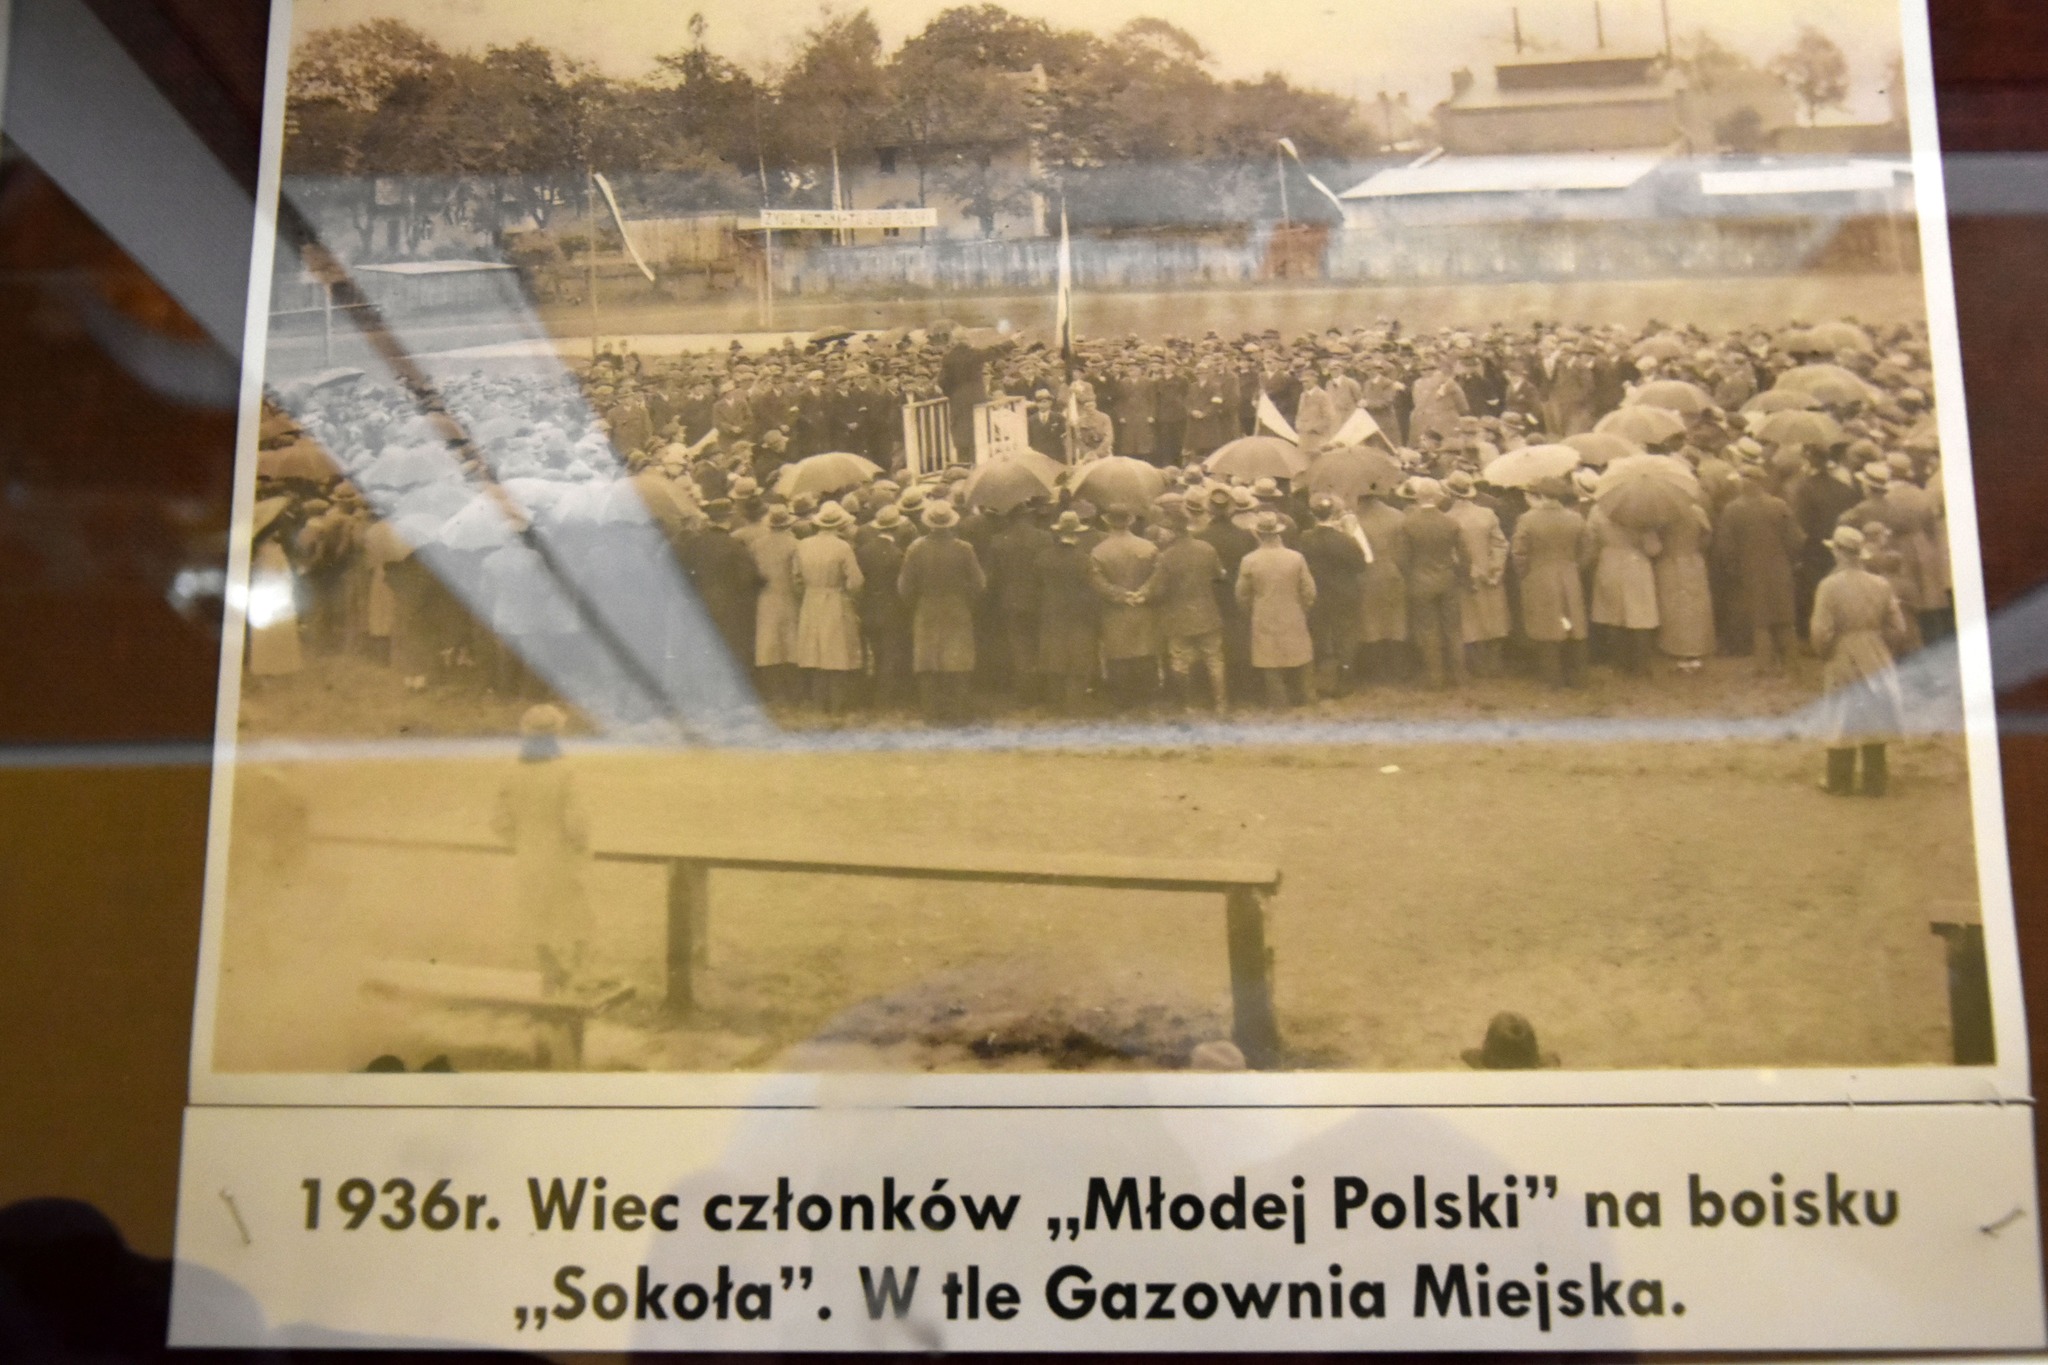 1936r. Wiec członków „Młodej Polski” na boisku
„Sokoła”. W tle Gazownia Miejska.